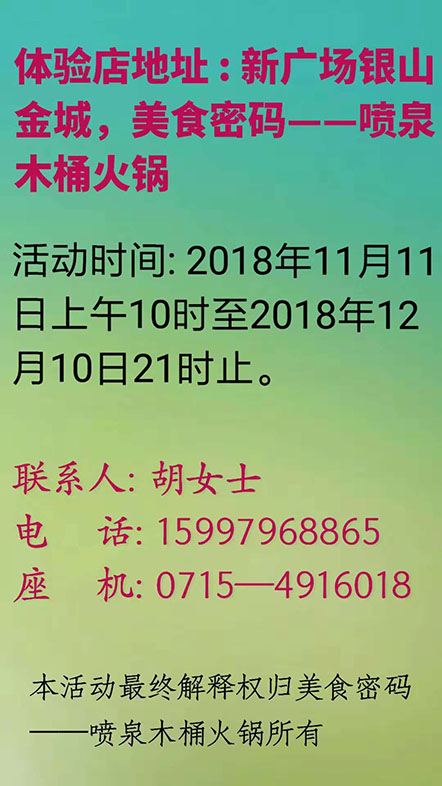 体验店地址：新广场银山
金城，美食密码——喷泉
木桶火锅
活动时间: 2018年11月11
日上午10时至2018年12
月10日21时止。
联系人: 胡女士
电　话: 15997968865
座　机: 0715—4916018
本活动最终解释权归美食密码
——喷泉木桶火锅所有